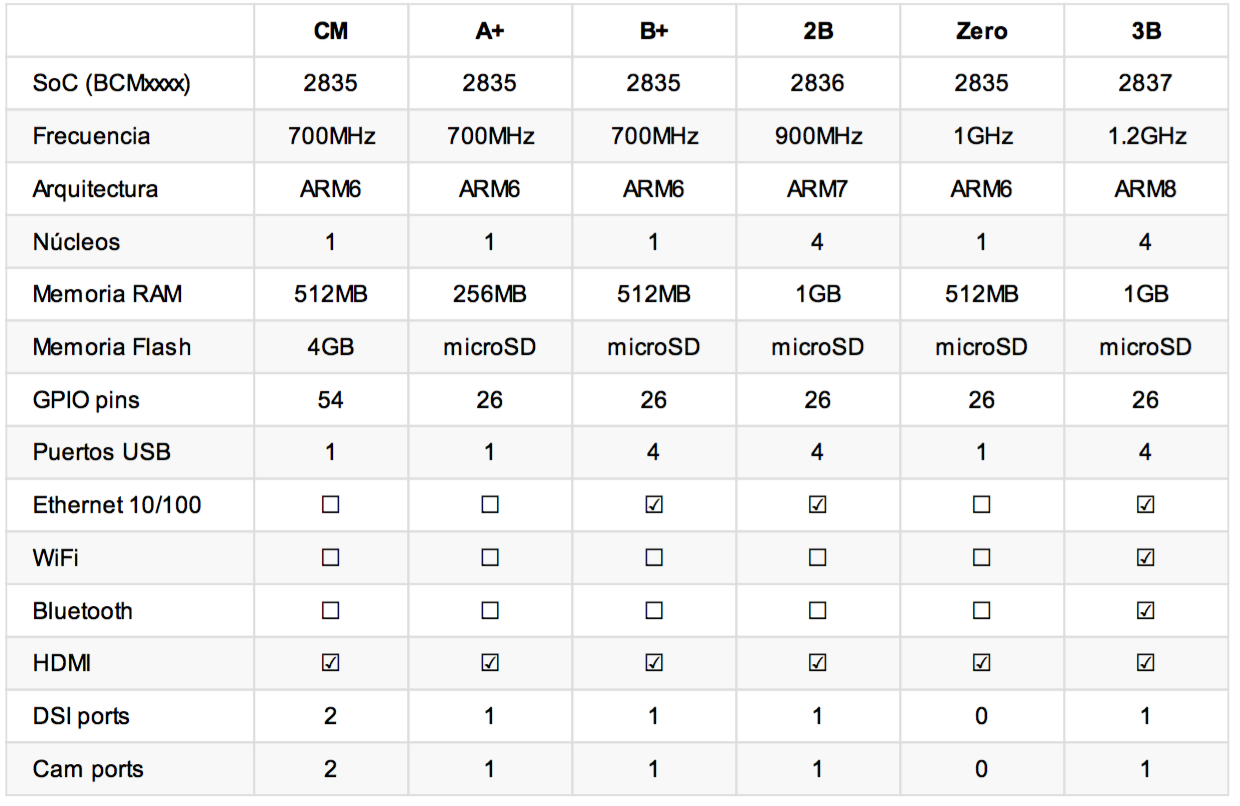 CM A+ B+ 2B Zero 3B
SoC (BCMxxxx) 2835 2835 2835 2836 2835 2837
Frecuencia 700MHz 700MHz 700MHz 900MHz 1GHz 1.2GHz
Arquitectura ARM6 ARM6 ARM6 ARM7 ARM6 ARM8
Núcleos 1 1 1 4 1 4
Memoria RAM 512MB 256MB 512MB 1GB 512MB 1GB
Memoria Flash 4GB microSD microSD microSD microSD microSD
GPIO pins 54 26 26 26 26 26
Puertos USB 1 1 4 4 1 4
Ethernet 10/100 ☐ ☐ ☑ ☑ ☐ ☑
WiFi ☐ ☐ ☐ ☐ ☐ ☑
Bluetooth ☐ ☐ ☐ ☐ ☐ ☑
HDMI ☑ ☑ ☑ ☑ ☑ ☑
DSI ports 2 1 1 1 0 1
Cam ports 2 1 1 1 0 1